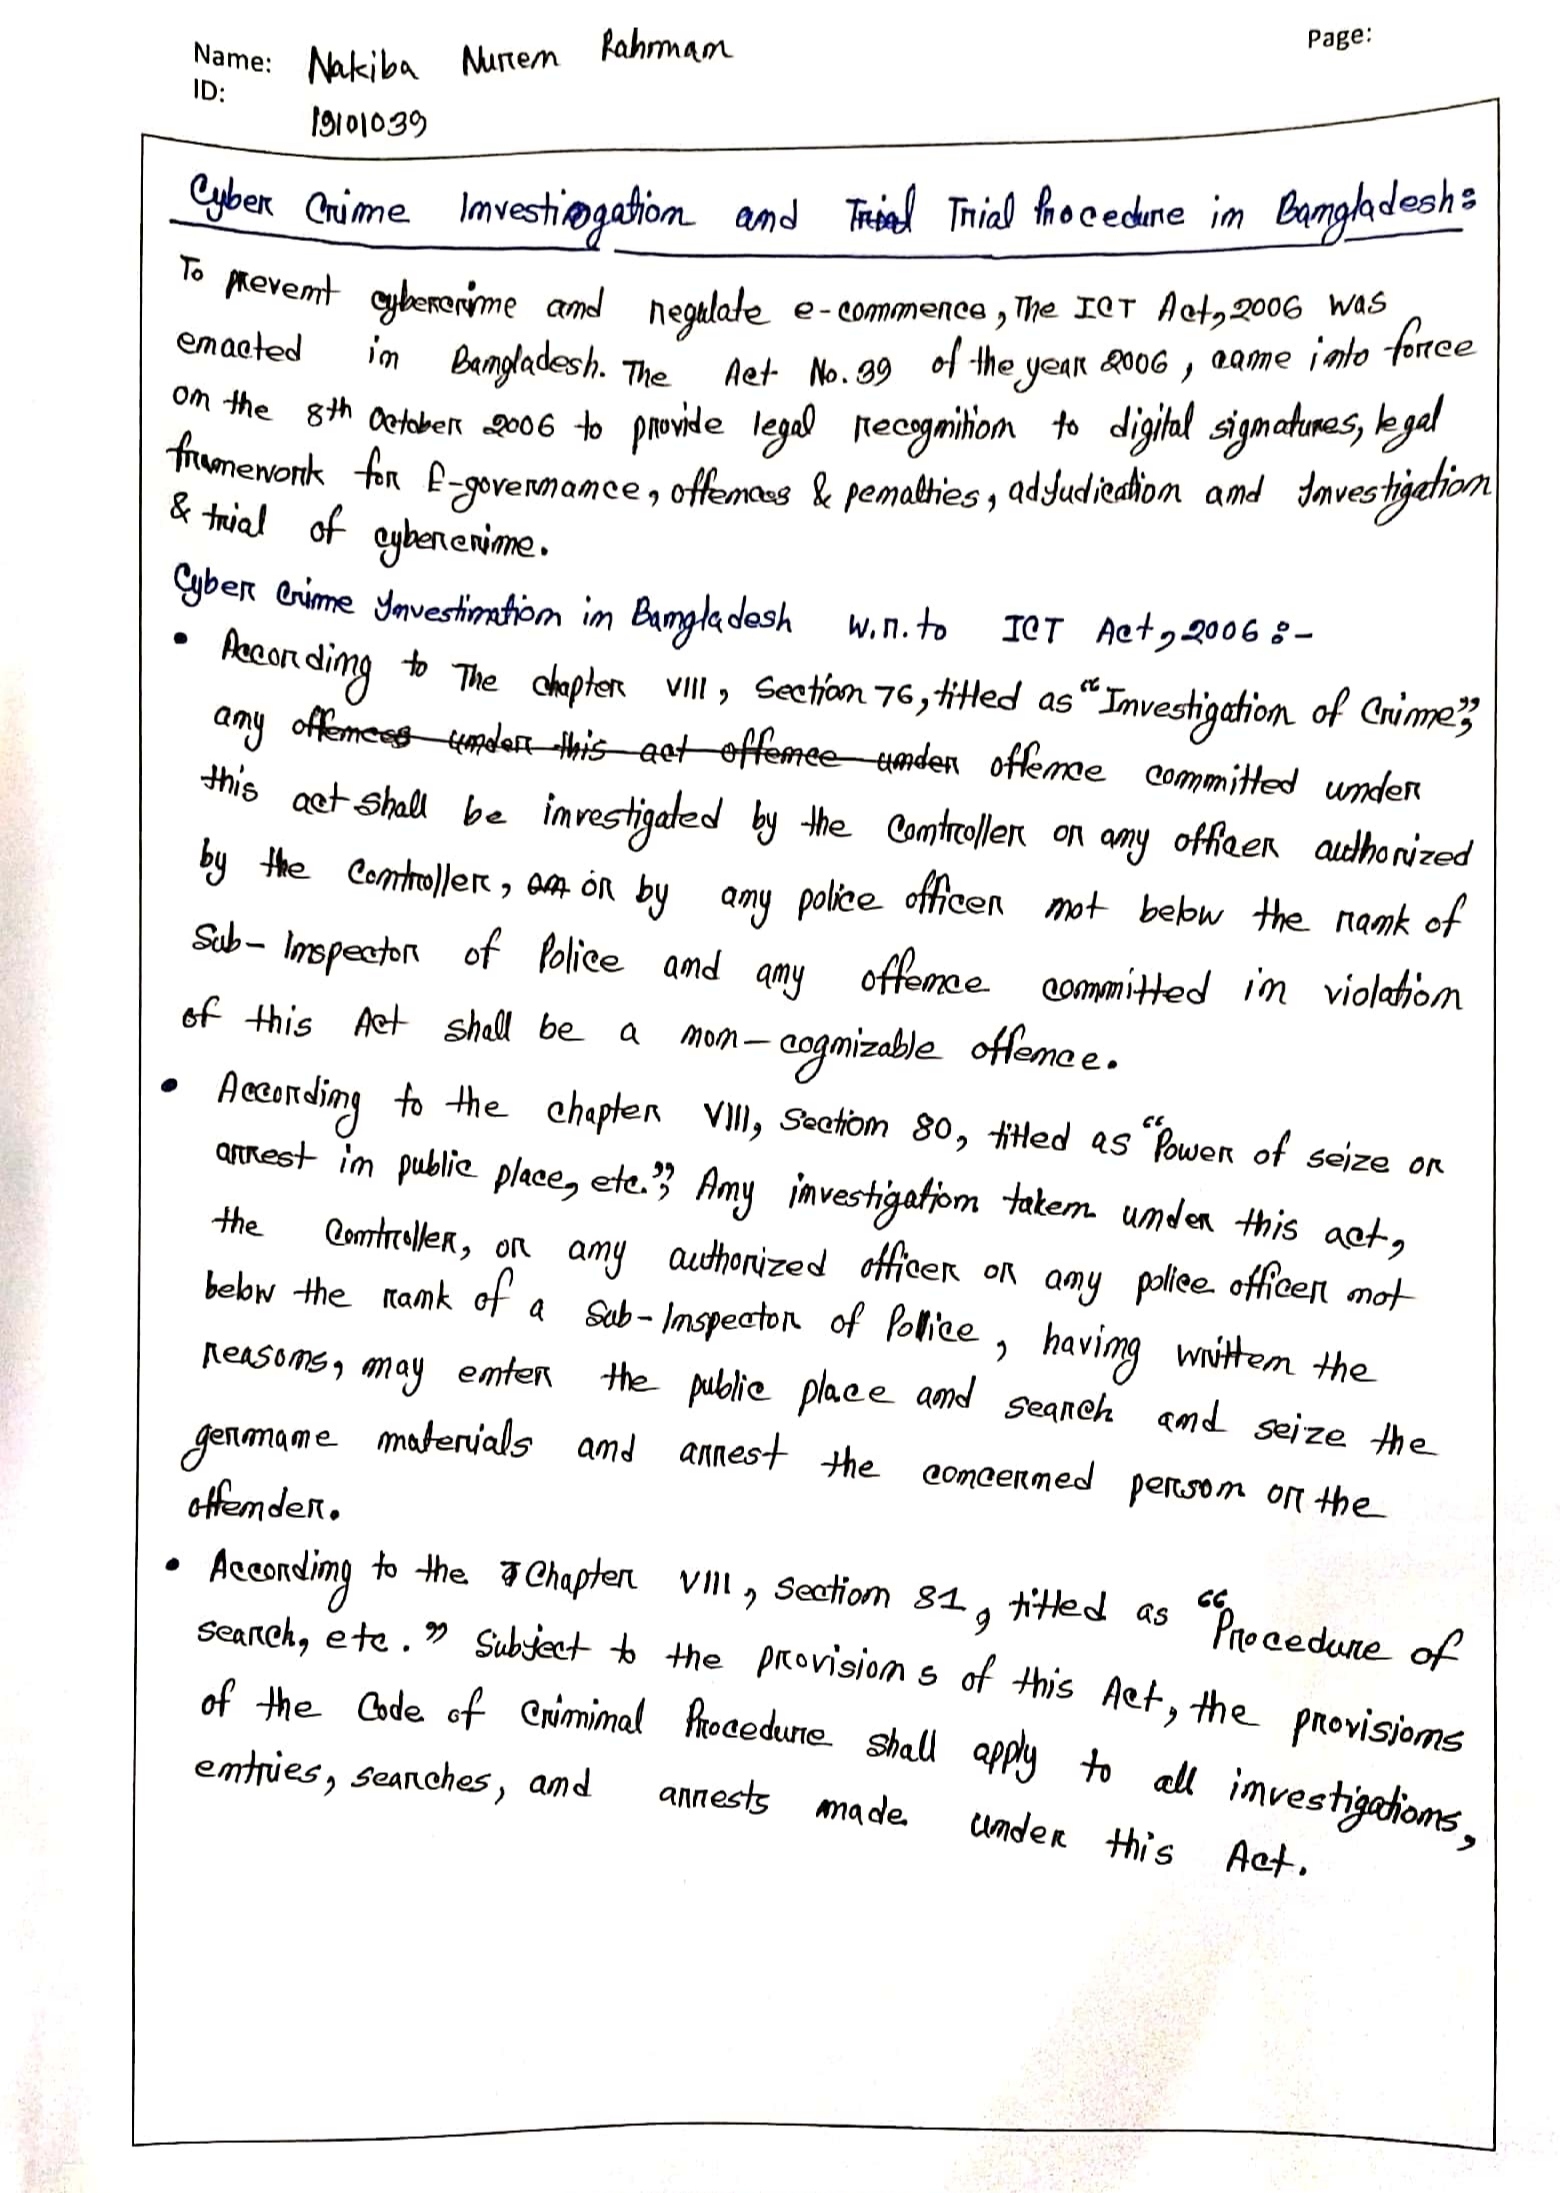 Name: Nakiba Nurren Rahman
Page:
ID:
19101039
Cyber Crime Investigation and Trial Trial Procedure in Bangladesh:
To prevent cybercrime and regulate e-commerce, The ICT Act, 2006 was
enacted in Bangladesh. The Act No. 39 of the year 2006, came into force
on the 8th October 2006 to provide legal recognition to digital signatures, legal
framework for E-governance, offences & penalties, adjudication and Investigation
& trial of cybercrime.
Cyber Crime Investimation in Bangladesh w.r.to ICT Act, 2006 :-
• According to The chapter VIII, Section 76, titled as "Investigation of Crime",
any offences under this act offence under offence committed under
this act shall be investigated by the Controller or any officer authorized
by the Controller, or by any police officer not below the rank of
Sub-Inspector of Police and any offence committed in violation
of this Act shall be a non-cognizable offence.
• According to the chapter VIII, Section 80, titled as "Power of seize or
arrest in public place, etc.", Any investigation taken under this act,
the Controller, or any authorized officer or any police officer not
below the rank of a Sub-Inspector of Police, having written the
reasons, may enter the public place and search and seize the
germane materials and arrest the concerned person or the
offender.
• According to the Chapter VIII, Section 81, titled as "Procedure of
search, etc." Subject to the provisions of this Act, the provisions
of the Code of Criminal Procedure shall apply to all investigations,
entries, searches, and arrests made under this Act.